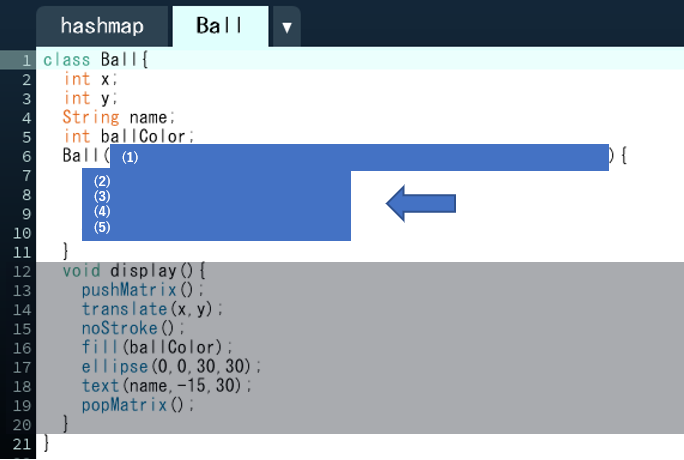 hashmap Ball ▼
1 class Ball{
2 int x;
3 int y;
4 String name;
5 int ballColor;
6 Ball( (1) ){
7 (2)
8 (3)
9 (4)
10 (5)
11 }
12 void display(){
13 pushMatrix();
14 translate(x,y);
15 noStroke();
16 fill(ballColor);
17 ellipse(0,0,30,30);
18 text(name,-15,30);
19 popMatrix();
20 }
21 }